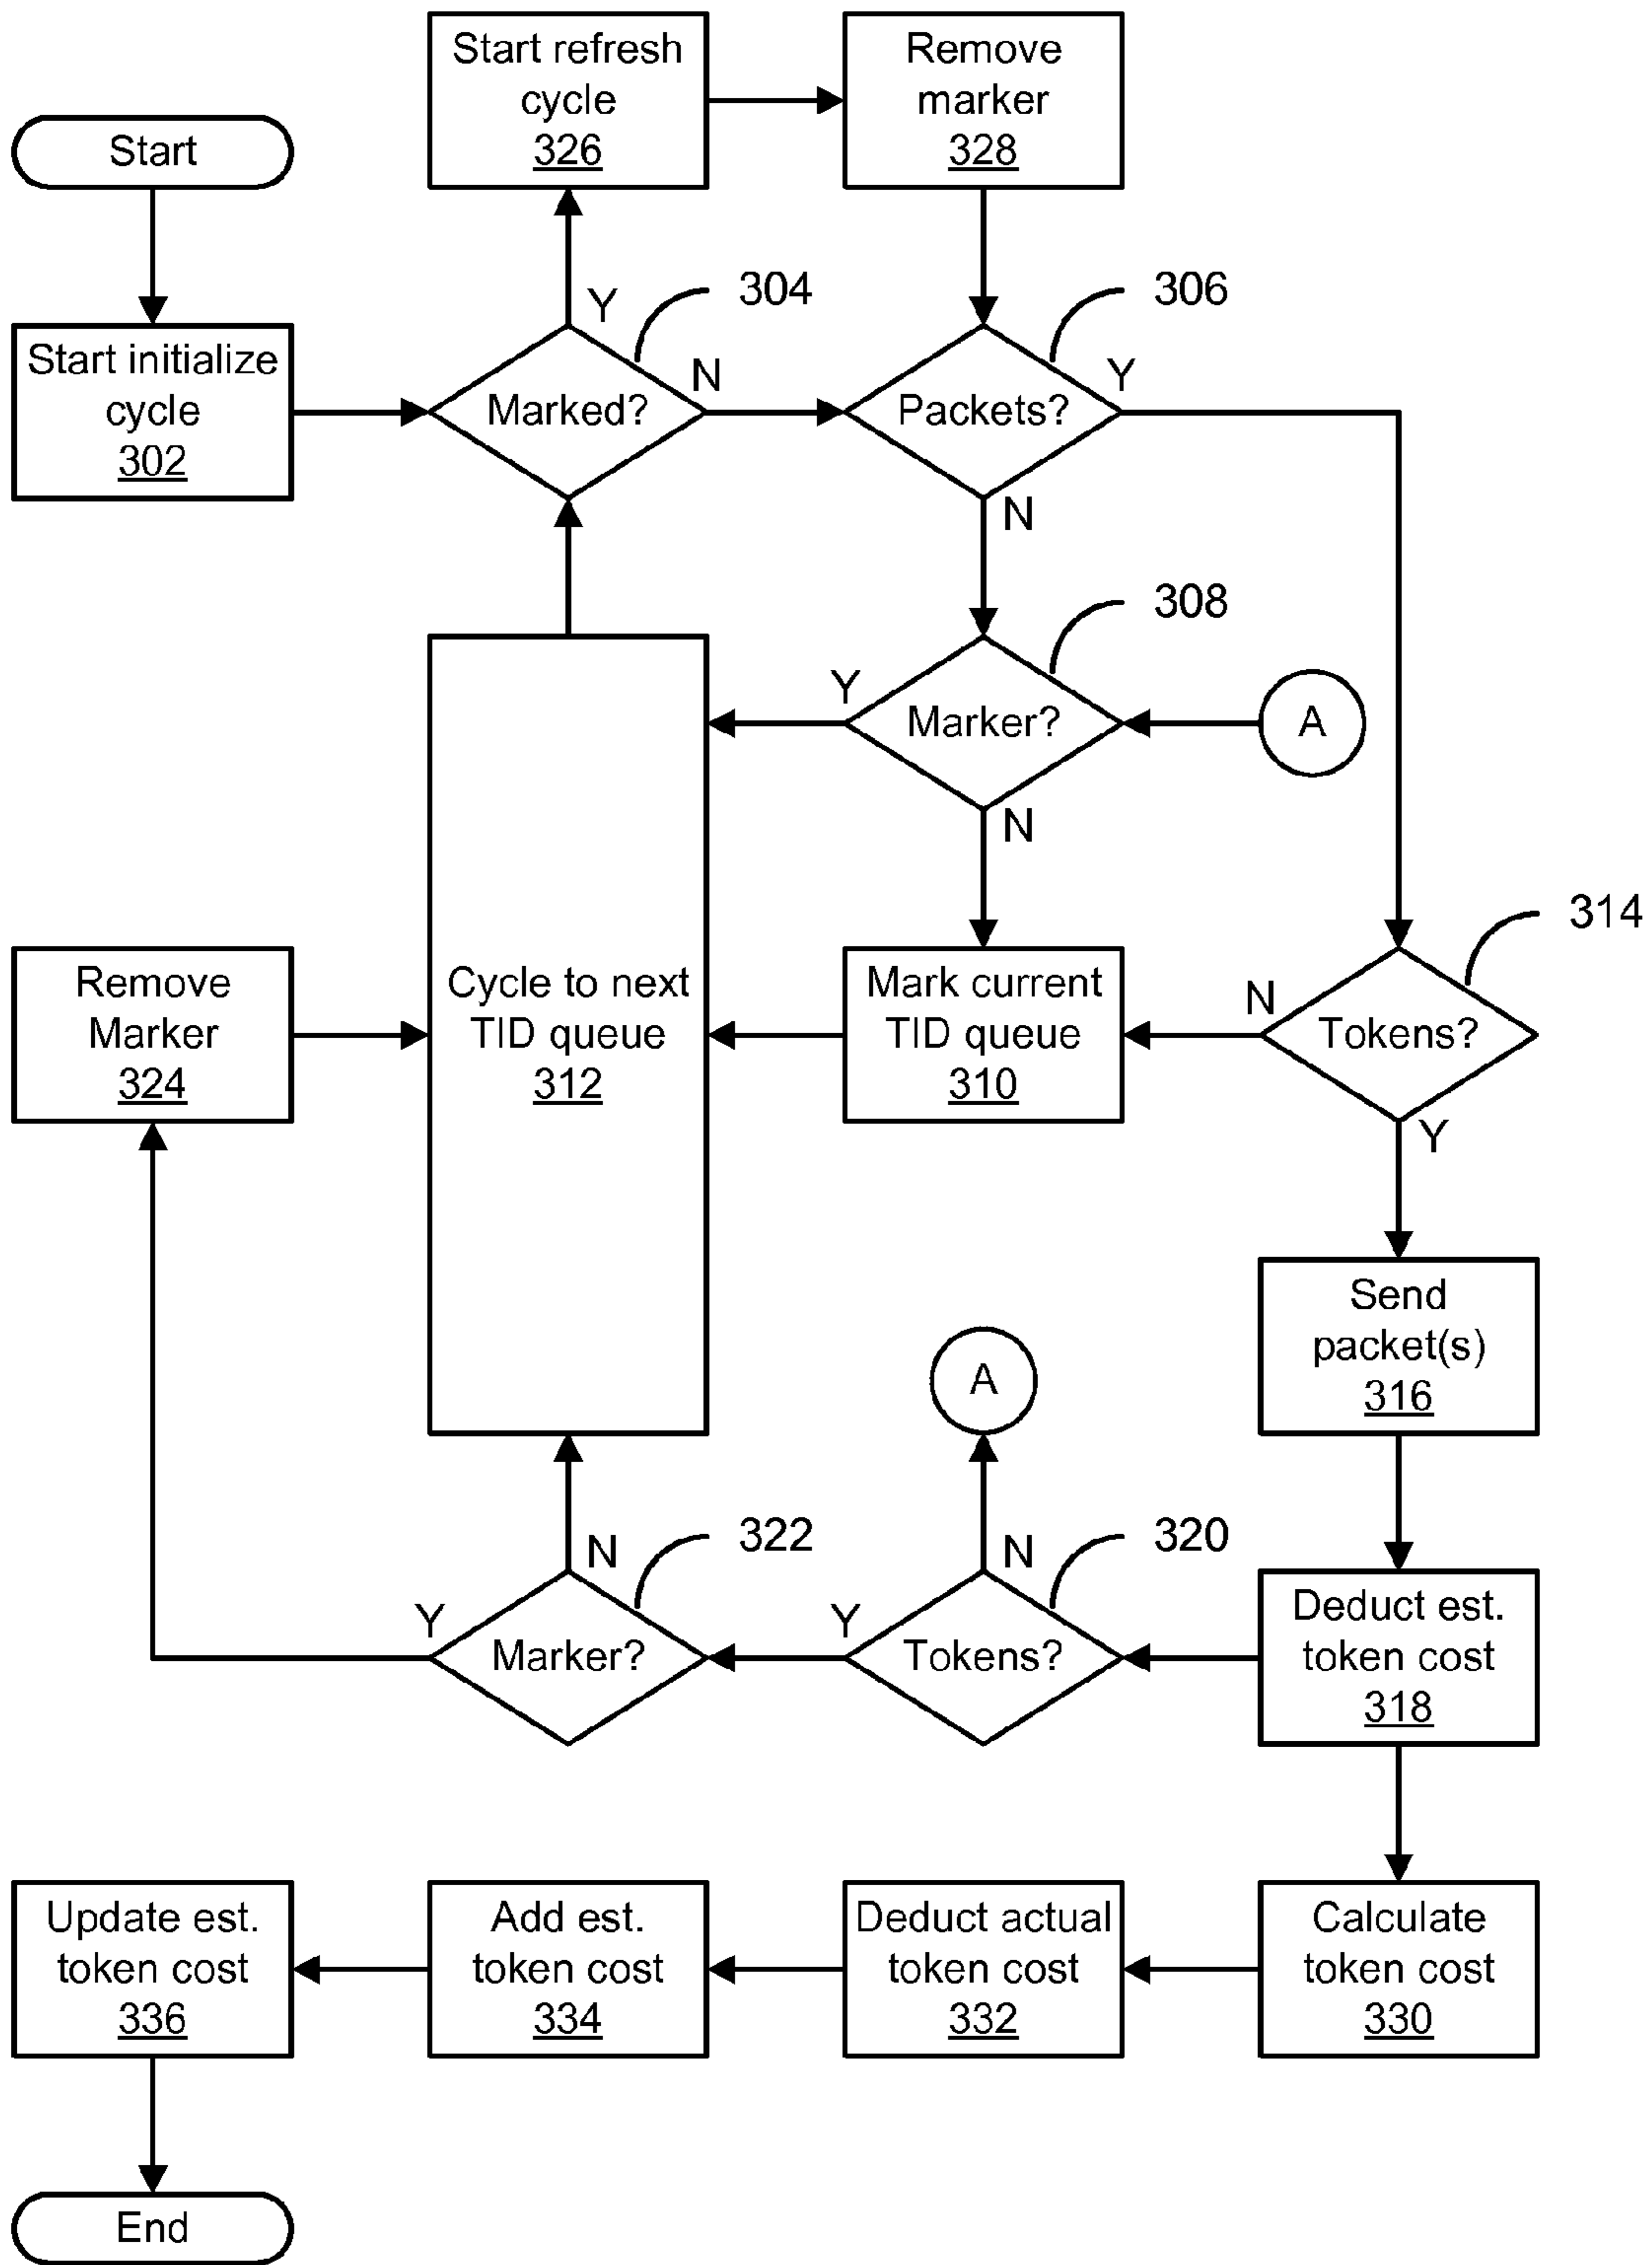 Start
Start initialize
cycle
302
Start refresh
cycle
326
Remove
marker
328
Y
304
Marked?
N
306
Packets?
Y
N
308
Y
Marker?
N
A
314
N
Tokens?
Y
Mark current
TID queue
310
Cycle to next
TID queue
312
Remove
Marker
324
Send
packet(s)
316
A
322
N
Marker?
Y
320
N
Tokens?
Y
Deduct est.
token cost
318
Update est.
token cost
336
Add est.
token cost
334
Deduct actual
token cost
332
Calculate
token cost
330
End